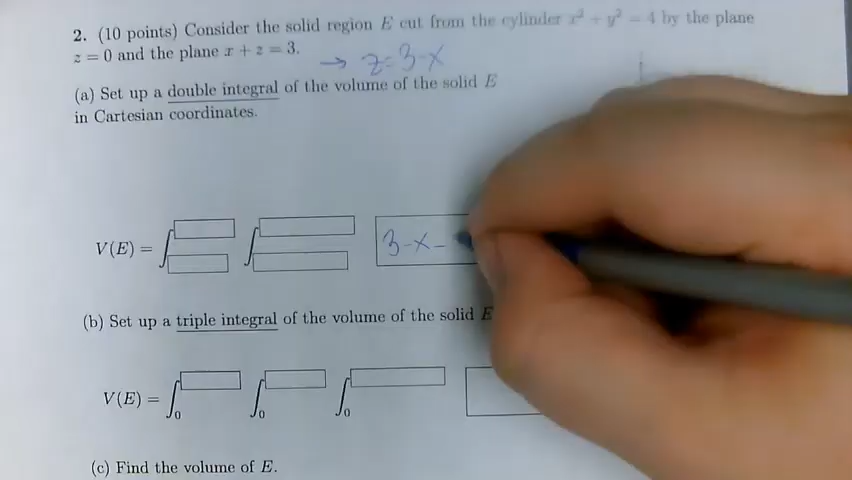 2. (10 points) Consider the solid region E cut from the cylinder x² + y² = 4 by the plane
z = 0 and the plane x + z = 3.
→ z=3-x
(a) Set up a double integral of the volume of the solid E
in Cartesian coordinates.
V(E) = ∫ ∫ 3-x-
(b) Set up a triple integral of the volume of the solid E
V(E) = ∫₀ ∫₀ ∫₀
(c) Find the volume of E.